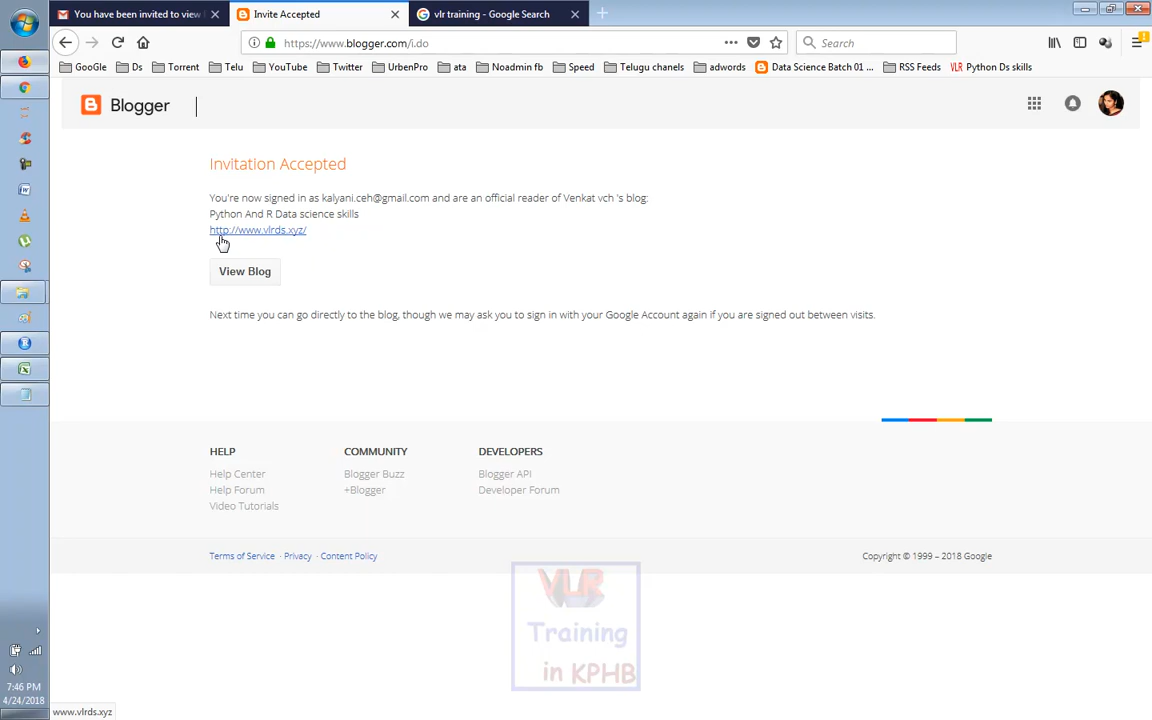 You have been invited to view
Invite Accepted
vlr training - Google Search
https://www.blogger.com/i.do
Search
GooGle
Ds
Torrent
Telu
YouTube
Twitter
UrbenPro
ata
Noadmin fb
Speed
Telugu chanels
adwords
Data Science Batch 01 ...
RSS Feeds
VLR Python Ds skills
Blogger
Invitation Accepted
You're now signed in as kalyani.ceh@gmail.com and are an official reader of Venkat vch 's blog:
Python And R Data science skills
http://www.vlrds.xyz/
View Blog
Next time you can go directly to the blog, though we may ask you to sign in with your Google Account again if you are signed out between visits.
HELP
Help Center
Help Forum
Video Tutorials
COMMUNITY
Blogger Buzz
+Blogger
DEVELOPERS
Blogger API
Developer Forum
Terms of Service · Privacy · Content Policy
Copyright © 1999 – 2018 Google
VLR
Training
in KPHB
7:46 PM
4/24/2018
www.vlrds.xyz